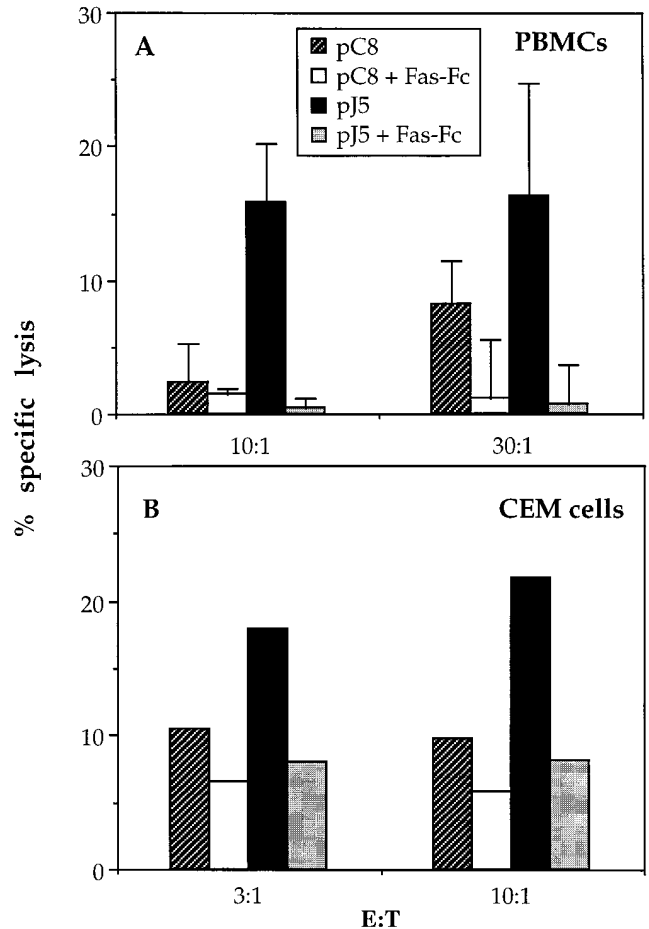 30
A
PBMCs
pC8
pC8 + Fas-Fc
pJ5
pJ5 + Fas-Fc
20
10
0
10:1
30:1
% specific lysis
30
B
CEM cells
20
10
0
3:1
10:1
E:T